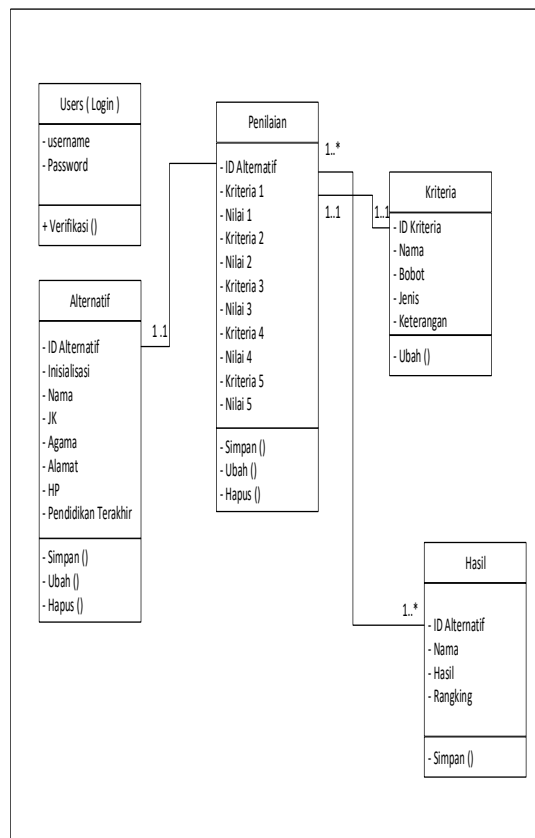 Users ( Login )
- username
- Password
+ Verifikasi ()
Alternatif
- ID Alternatif
- Inisialisasi
- Nama
- JK
- Agama
- Alamat
- HP
- Pendidikan Terakhir
- Simpan ()
- Ubah ()
- Hapus ()
1 .1
Penilaian
- ID Alternatif
- Kriteria 1
- Nilai 1
- Kriteria 2
- Nilai 2
- Kriteria 3
- Nilai 3
- Kriteria 4
- Nilai 4
- Kriteria 5
- Nilai 5
- Simpan ()
- Ubah ()
- Hapus ()
1..*
1..1
1..1
Kriteria
- ID Kriteria
- Nama
- Bobot
- Jenis
- Keterangan
- Ubah ()
1..*
Hasil
- ID Alternatif
- Nama
- Hasil
- Rangking
- Simpan ()